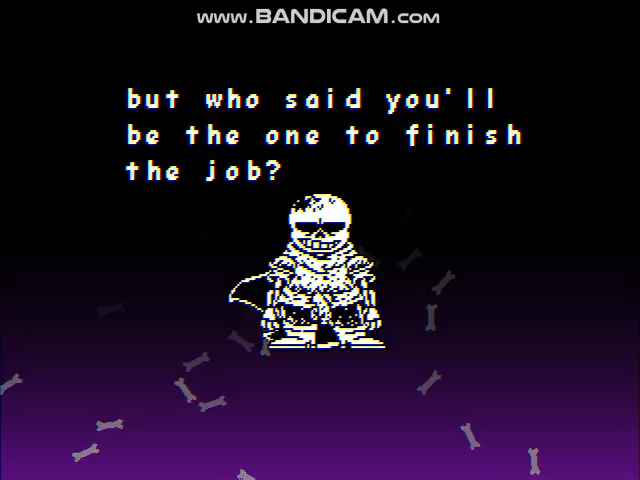 www.BANDICAM.com
but who said you'll
be the one to finish
the job?